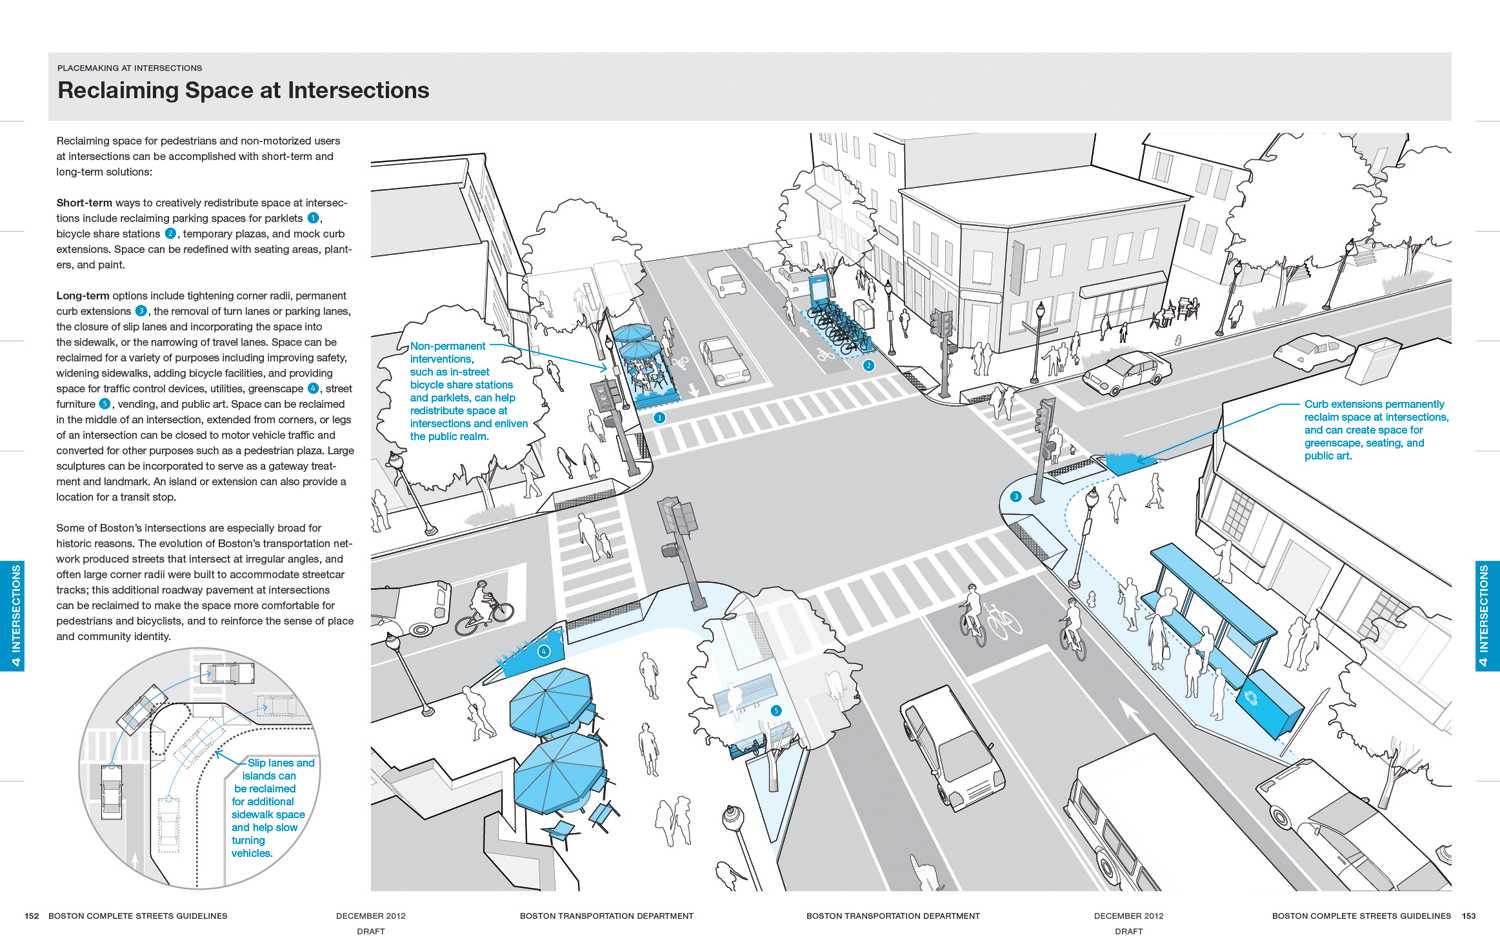 PLACEMAKING AT INTERSECTIONS
Reclaiming Space at Intersections
Reclaiming space for pedestrians and non-motorized users
at intersections can be accomplished with short-term and
long-term solutions:
Short-term ways to creatively redistribute space at intersec-
tions include reclaiming parking spaces for parklets 1,
bicycle share stations 2, temporary plazas, and mock curb
extensions. Space can be redefined with seating areas, plant-
ers, and paint.
Long-term options include tightening corner radii, permanent
curb extensions 3, the removal of turn lanes or parking lanes,
the closure of slip lanes and incorporating the space into
the sidewalk, or the narrowing of travel lanes. Space can be
reclaimed for a variety of purposes including improving safety,
widening sidewalks, adding bicycle facilities, and providing
space for traffic control devices, utilities, greenscape 4, street
furniture 5, vending, and public art. Space can be reclaimed
in the middle of an intersection, extended from corners, or legs
of an intersection can be closed to motor vehicle traffic and
converted for other purposes such as a pedestrian plaza. Large
sculptures can be incorporated to serve as a gateway treat-
ment and landmark. An island or extension can also provide a
location for a transit stop.
Some of Boston's intersections are especially broad for
historic reasons. The evolution of Boston's transportation net-
work produced streets that intersect at irregular angles, and
often large corner radii were built to accommodate streetcar
tracks; this additional roadway pavement at intersections
can be reclaimed to make the space more comfortable for
pedestrians and bicyclists, and to reinforce the sense of place
and community identity.
Slip lanes and
islands can
be reclaimed
for additional
sidewalk space
and help slow
turning
vehicles.
Non-permanent
interventions,
such as in-street
bicycle share stations
and parklets, can help
redistribute space at
intersections and enliven
the public realm.
1
2
3
4
5
Curb extensions permanently
reclaim space at intersections,
and can create space for
greenscape, seating, and
public art.
4 INTERSECTIONS
4 INTERSECTIONS
152 BOSTON COMPLETE STREETS GUIDELINES
DECEMBER 2012
DRAFT
BOSTON TRANSPORTATION DEPARTMENT
BOSTON TRANSPORTATION DEPARTMENT
DECEMBER 2012
DRAFT
BOSTON COMPLETE STREETS GUIDELINES 153